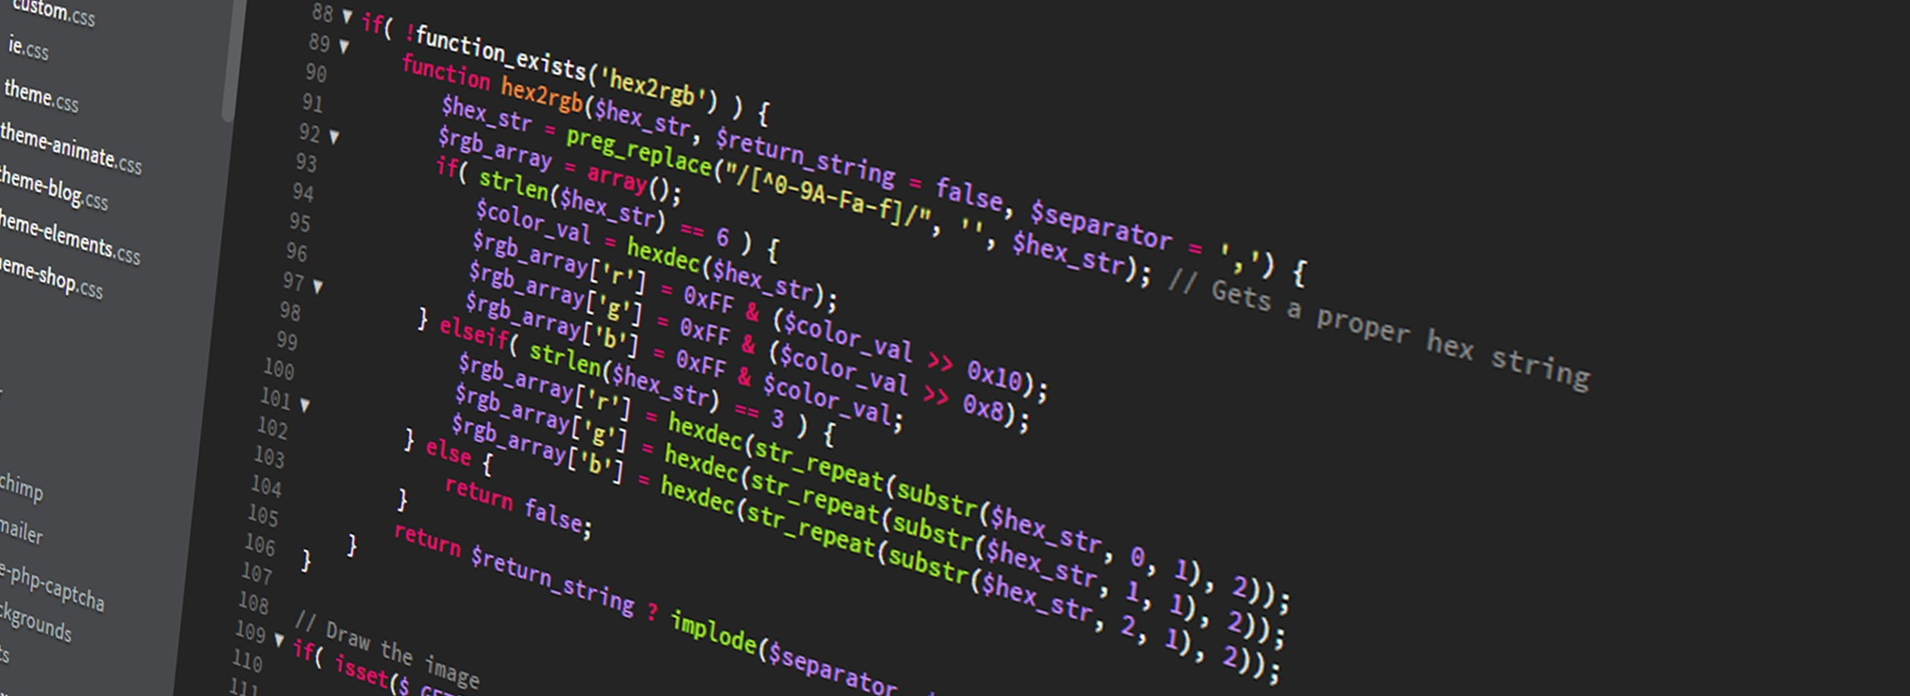 custom.css
ie.css
theme.css
theme-animate.css
theme-blog.css
theme-elements.css
theme-shop.css
chimp
mailer
e-php-captcha
ckgrounds
ts
88 if( !function_exists('hex2rgb') ) {
89 function hex2rgb($hex_str, $return_string = false, $separator = ',') {
90 $hex_str = preg_replace("/[^0-9A-Fa-f]/", '', $hex_str); // Gets a proper hex string
91 $rgb_array = array();
92 if( strlen($hex_str) == 6 ) {
93 $color_val = hexdec($hex_str);
94 $rgb_array['r'] = 0xFF & ($color_val >> 0x10);
95 $rgb_array['g'] = 0xFF & ($color_val >> 0x8);
96 $rgb_array['b'] = 0xFF & $color_val;
97 } elseif( strlen($hex_str) == 3 ) {
98 $rgb_array['r'] = hexdec(str_repeat(substr($hex_str, 0, 1), 2));
99 $rgb_array['g'] = hexdec(str_repeat(substr($hex_str, 1, 1), 2));
100 $rgb_array['b'] = hexdec(str_repeat(substr($hex_str, 2, 1), 2));
101 } else {
102 return false;
103 }
104 return $return_string ? implode($separator
105 }
106 }
107
108 // Draw the image
109 if( isset($_GET
110
111